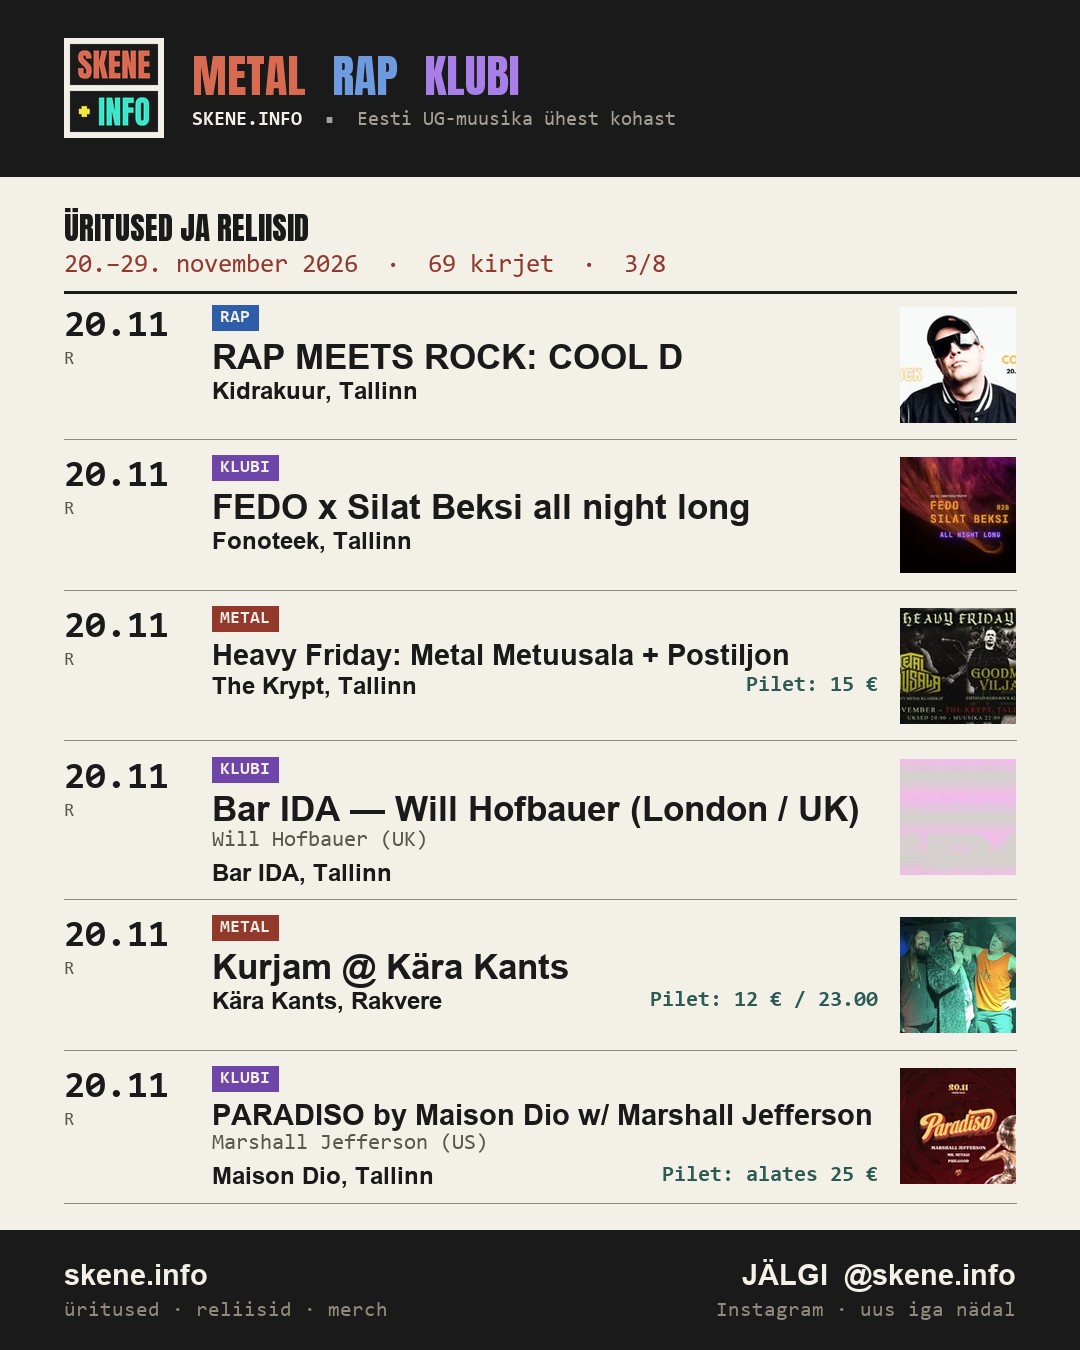 SKENE
+ INFO
METAL RAP KLUBI
SKENE.INFO ▪ Eesti UG-muusika ühest kohast
ÜRITUSED JA RELIISID
20.–29. november 2026 · 69 kirjet · 3/8
20.11
R
RAP
RAP MEETS ROCK: COOL D
Kidrakuur, Tallinn
20.11
R
KLUBI
FEDO x Silat Beksi all night long
Fonoteek, Tallinn
FEDO B2B
SILAT BEKSI
ALL NIGHT LONG
20.11
R
METAL
Heavy Friday: Metal Metuusala + Postiljon
The Krypt, Tallinn
Pilet: 15 €
HEAVY FRIDAY
20.11
R
KLUBI
Bar IDA — Will Hofbauer (London / UK)
Will Hofbauer (UK)
Bar IDA, Tallinn
20.11
R
METAL
Kurjam @ Kära Kants
Kära Kants, Rakvere
Pilet: 12 € / 23.00
20.11
R
KLUBI
PARADISO by Maison Dio w/ Marshall Jefferson
Marshall Jefferson (US)
Maison Dio, Tallinn
Pilet: alates 25 €
20.11
Paradiso
MARSHALL JEFFERSON
skene.info
üritused · reliisid · merch
JÄLGI @skene.info
Instagram · uus iga nädal